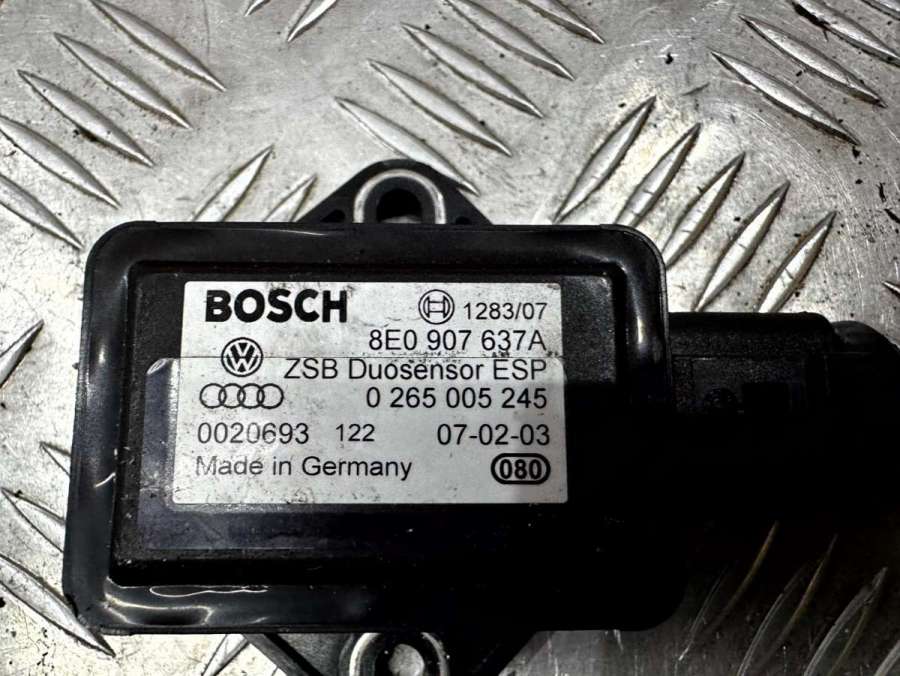 BOSCH 1283/07
8E0 907 637A
ZSB Duosensor ESP
0 265 005 245
0020693 122 07-02-03
Made in Germany 080